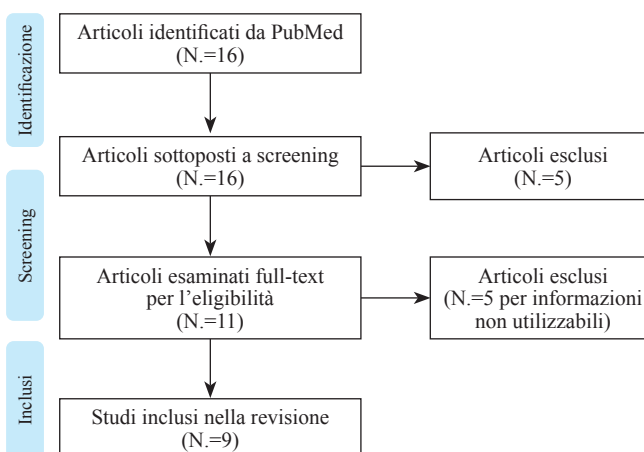 Identificazione
Articoli identificati da PubMed
(N.=16)
Articoli sottoposti a screening
(N.=16)
Articoli esclusi
(N.=5)
Screening
Articoli esaminati full-text
per l’eligibilità
(N.=11)
Articoli esclusi
(N.=5 per informazioni
non utilizzabili)
Inclusi
Studi inclusi nella revisione
(N.=9)